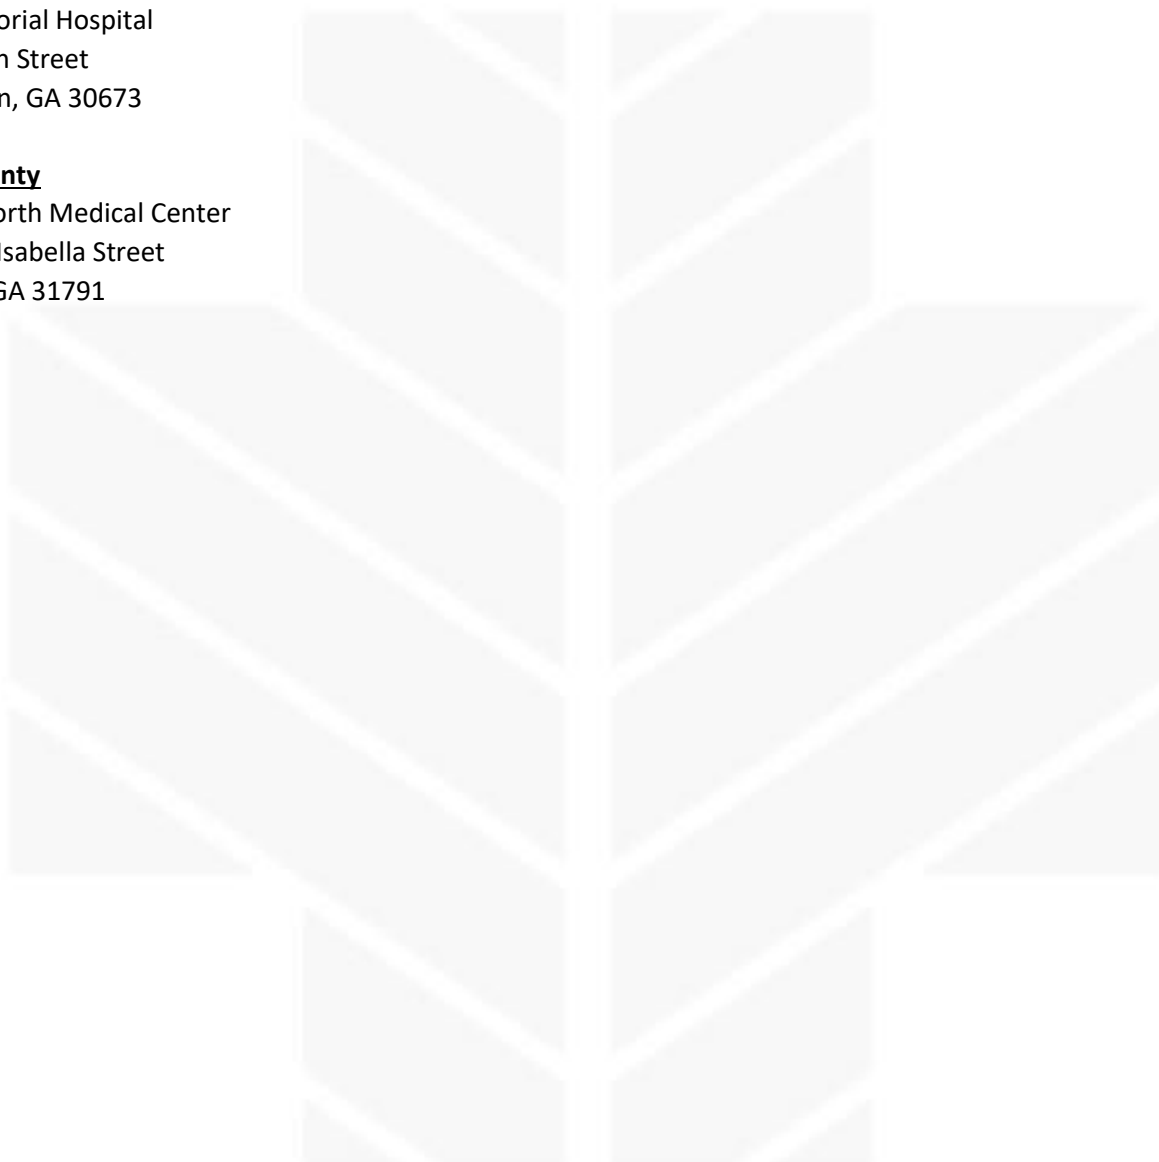 orial Hospital
n Street
n, GA 30673
nty
orth Medical Center
Isabella Street
GA 31791